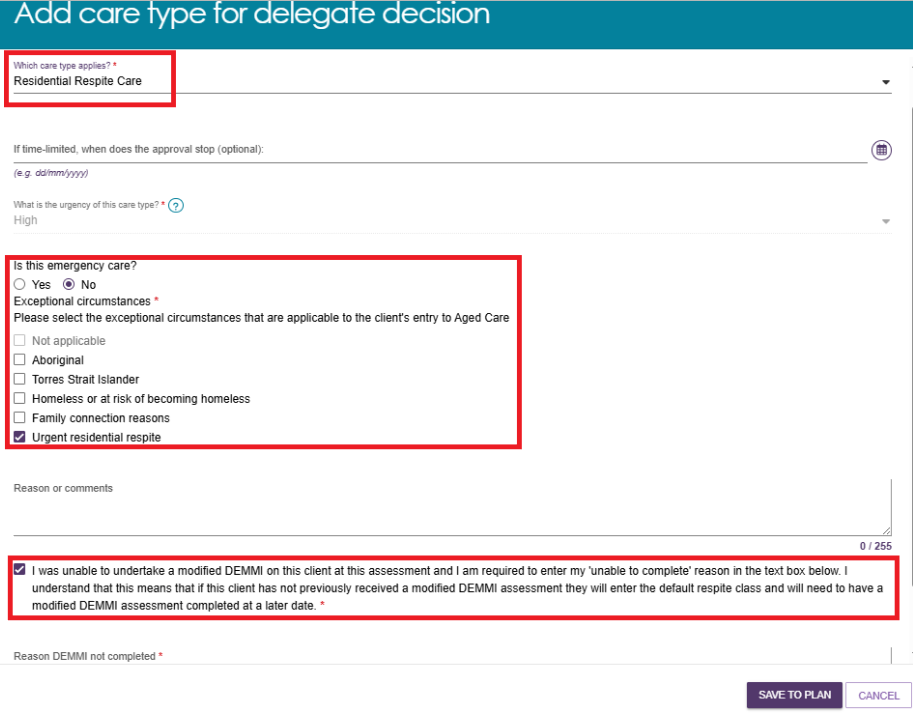 Add care type for delegate decision
Which care type applies? *
Residential Respite Care
If time-limited, when does the approval stop (optional):
(e.g. dd/mm/yyyy)
What is the urgency of this care type? * ?
High
Is this emergency care?
Yes No
Exceptional circumstances *
Please select the exceptional circumstances that are applicable to the client's entry to Aged Care
Not applicable
Aboriginal
Torres Strait Islander
Homeless or at risk of becoming homeless
Family connection reasons
Urgent residential respite
Reason or comments
0 / 255
I was unable to undertake a modified DEMMI on this client at this assessment and I am required to enter my 'unable to complete' reason in the text box below. I
understand that this means that if this client has not previously received a modified DEMMI assessment they will enter the default respite class and will need to have a
modified DEMMI assessment completed at a later date. *
Reason DEMMI not completed *
SAVE TO PLAN CANCEL